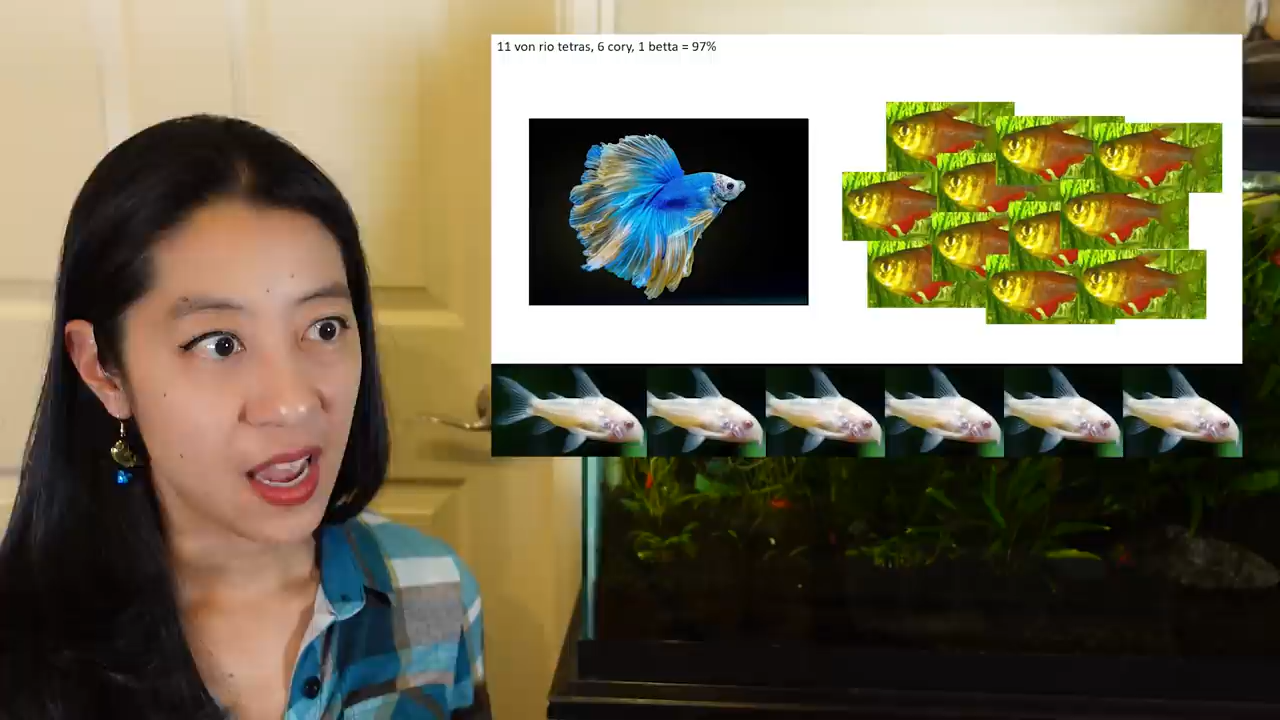 11 von rio tetras, 6 cory, 1 betta = 97%